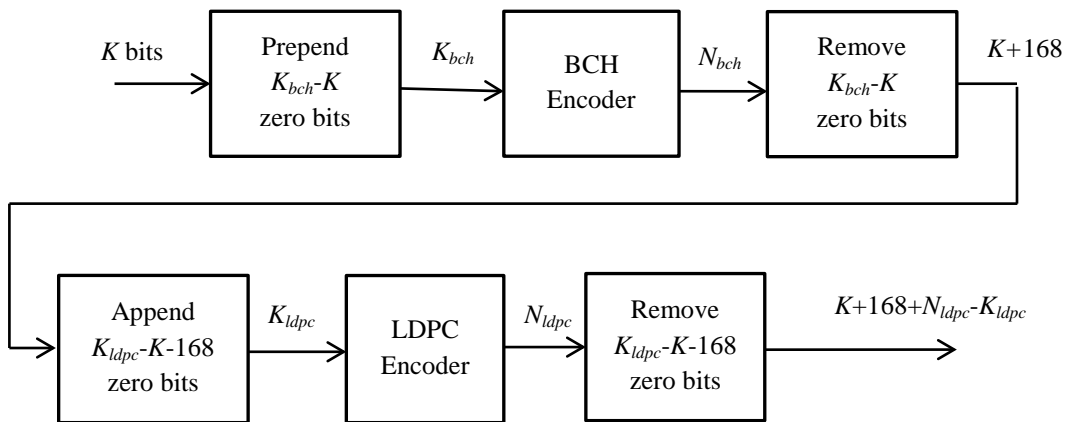 K bits
Prepend
K_bch-K
zero bits
K_bch
BCH
Encoder
N_bch
Remove
K_bch-K
zero bits
K+168
Append
K_ldpc-K-168
zero bits
K_ldpc
LDPC
Encoder
N_ldpc
Remove
K_ldpc-K-168
zero bits
K+168+N_ldpc-K_ldpc